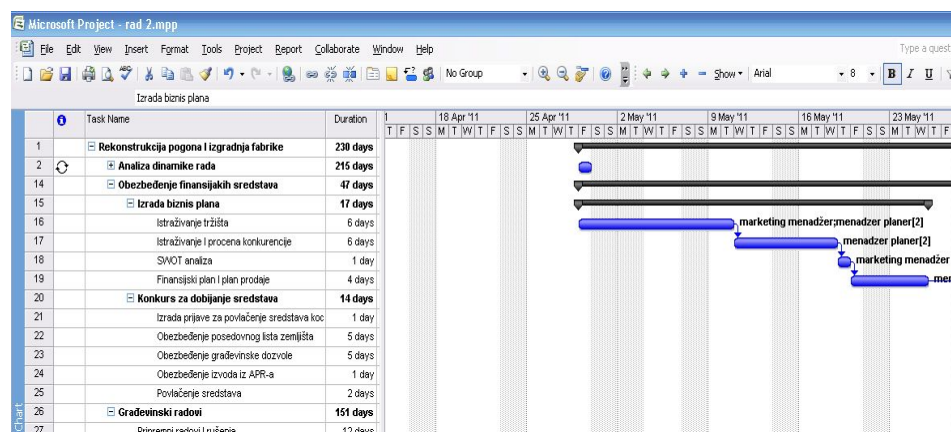 Microsoft Project - rad 2.mpp
File Edit View Insert Format Tools Project Report Collaborate Window Help Type a quest
No Group Show Arial 8 B I U
Izrada biznis plana
Task Name Duration 18 Apr '11 25 Apr '11 2 May '11 9 May '11 16 May '11 23 May '11
T F S S M T W T F S S M T W T F S S M T W T F S S M T W T F S S M T W T F S S M T W T F
1 Rekonstrukcija pogona I izgradnja fabrike 230 days
2 Analiza dinamike rada 215 days
14 Obezbeđenje finansijakih sredstava 47 days
15 Izrada biznis plana 17 days
16 Istraživanje tržišta 6 days marketing menadžer;menadzer planer[2]
17 Istraživanje I procena konkurencije 6 days menadzer planer[2]
18 SWOT analiza 1 day marketing menadžer
19 Finansijski plan I plan prodaje 4 days men
20 Konkurs za dobijanje sredstava 14 days
21 Izrada prijave za povlačenje sredstava koc 1 day
22 Obezbeđenje posedovnog lista zemljišta 5 days
23 Obezbeđenje građevinske dozvole 5 days
24 Obezbeđenje izvoda iz APR-a 1 day
25 Povlačenje sredstava 2 days
26 Građevinski radovi 151 days
27 Pripremni radovi I rušenja 12 days
Chart